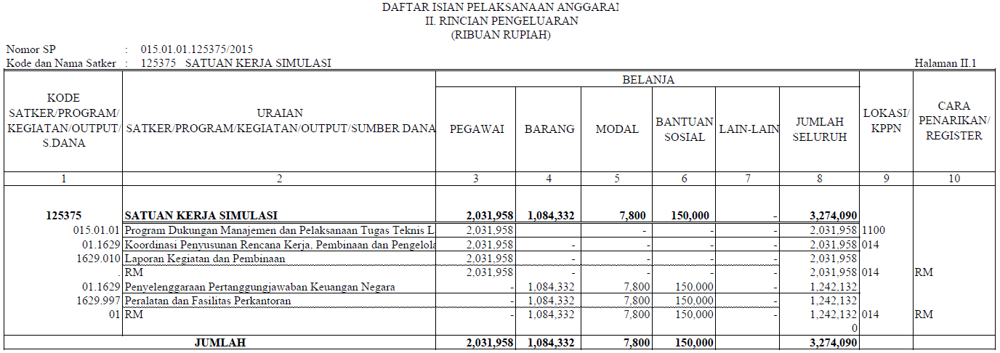 DAFTAR ISIAN PELAKSANAAN ANGGARAN
II. RINCIAN PENGELUARAN
(RIBUAN RUPIAH)
Nomor SP : 015.01.01.125375/2015
Kode dan Nama Satker : 125375 SATUAN KERJA SIMULASI Halaman II.1
KODE SATKER/PROGRAM/ KEGIATAN/OUTPUT/ S.DANA
URAIAN SATKER/PROGRAM/KEGIATAN/OUTPUT/SUMBER DANA
BELANJA
PEGAWAI BARANG MODAL BANTUAN SOSIAL LAIN-LAIN JUMLAH SELURUH
LOKASI/ KPPN
CARA PENARIKAN/ REGISTER
1 2 3 4 5 6 7 8 9 10
125375 SATUAN KERJA SIMULASI 2,031,958 1,084,332 7,800 150,000 - 3,274,090
015.01.01 Program Dukungan Manajemen dan Pelaksanaan Tugas Teknis L 2,031,958 - - - 2,031,958 1100
01.1629 Koordinasi Penyusunan Rencana Kerja, Pembinaan dan Pengelola 2,031,958 - - - - 2,031,958 014
1629.010 Laporan Kegiatan dan Pembinaan 2,031,958 - - - - 2,031,958
. RM 2,031,958 - - - - 2,031,958 014 RM
01.1629 Penyelenggaraan Pertanggungjawaban Keuangan Negara - 1,084,332 7,800 150,000 - 1,242,132
1629.997 Peralatan dan Fasilitas Perkantoran - 1,084,332 7,800 150,000 - 1,242,132
01 RM - 1,084,332 7,800 150,000 - 1,242,132 014 RM
0
JUMLAH 2,031,958 1,084,332 7,800 150,000 - 3,274,090